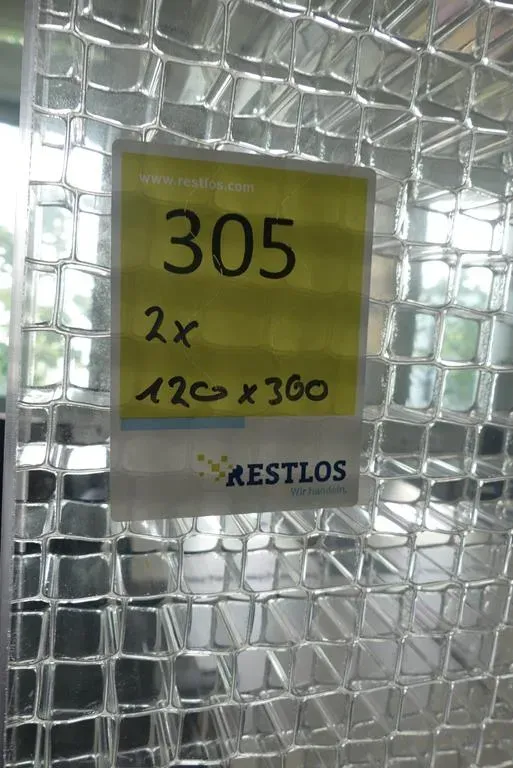 www.restlos.com
305
2x
120 x 300
RESTLOS
Wir handeln.